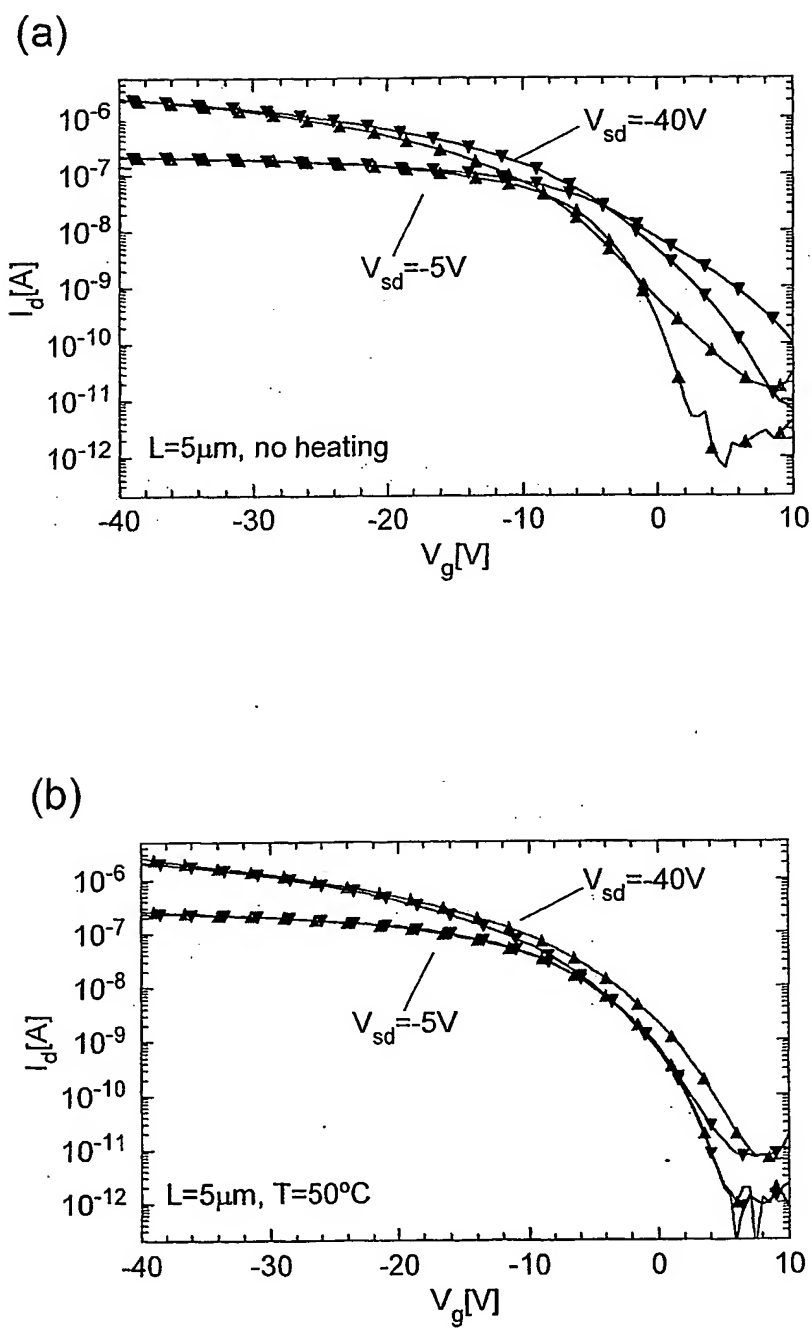 (a)
10⁻⁶
10⁻⁷
10⁻⁸
10⁻⁹
10⁻¹⁰
10⁻¹¹
10⁻¹²
I_d[A]
V_sd=-40V
V_sd=-5V
L=5μm, no heating
-40 -30 -20 -10 0 10
V_g[V]
(b)
10⁻⁶
10⁻⁷
10⁻⁸
10⁻⁹
10⁻¹⁰
10⁻¹¹
10⁻¹²
I_d[A]
V_sd=-40V
V_sd=-5V
L=5μm, T=50ºC
-40 -30 -20 -10 0 10
V_g[V]